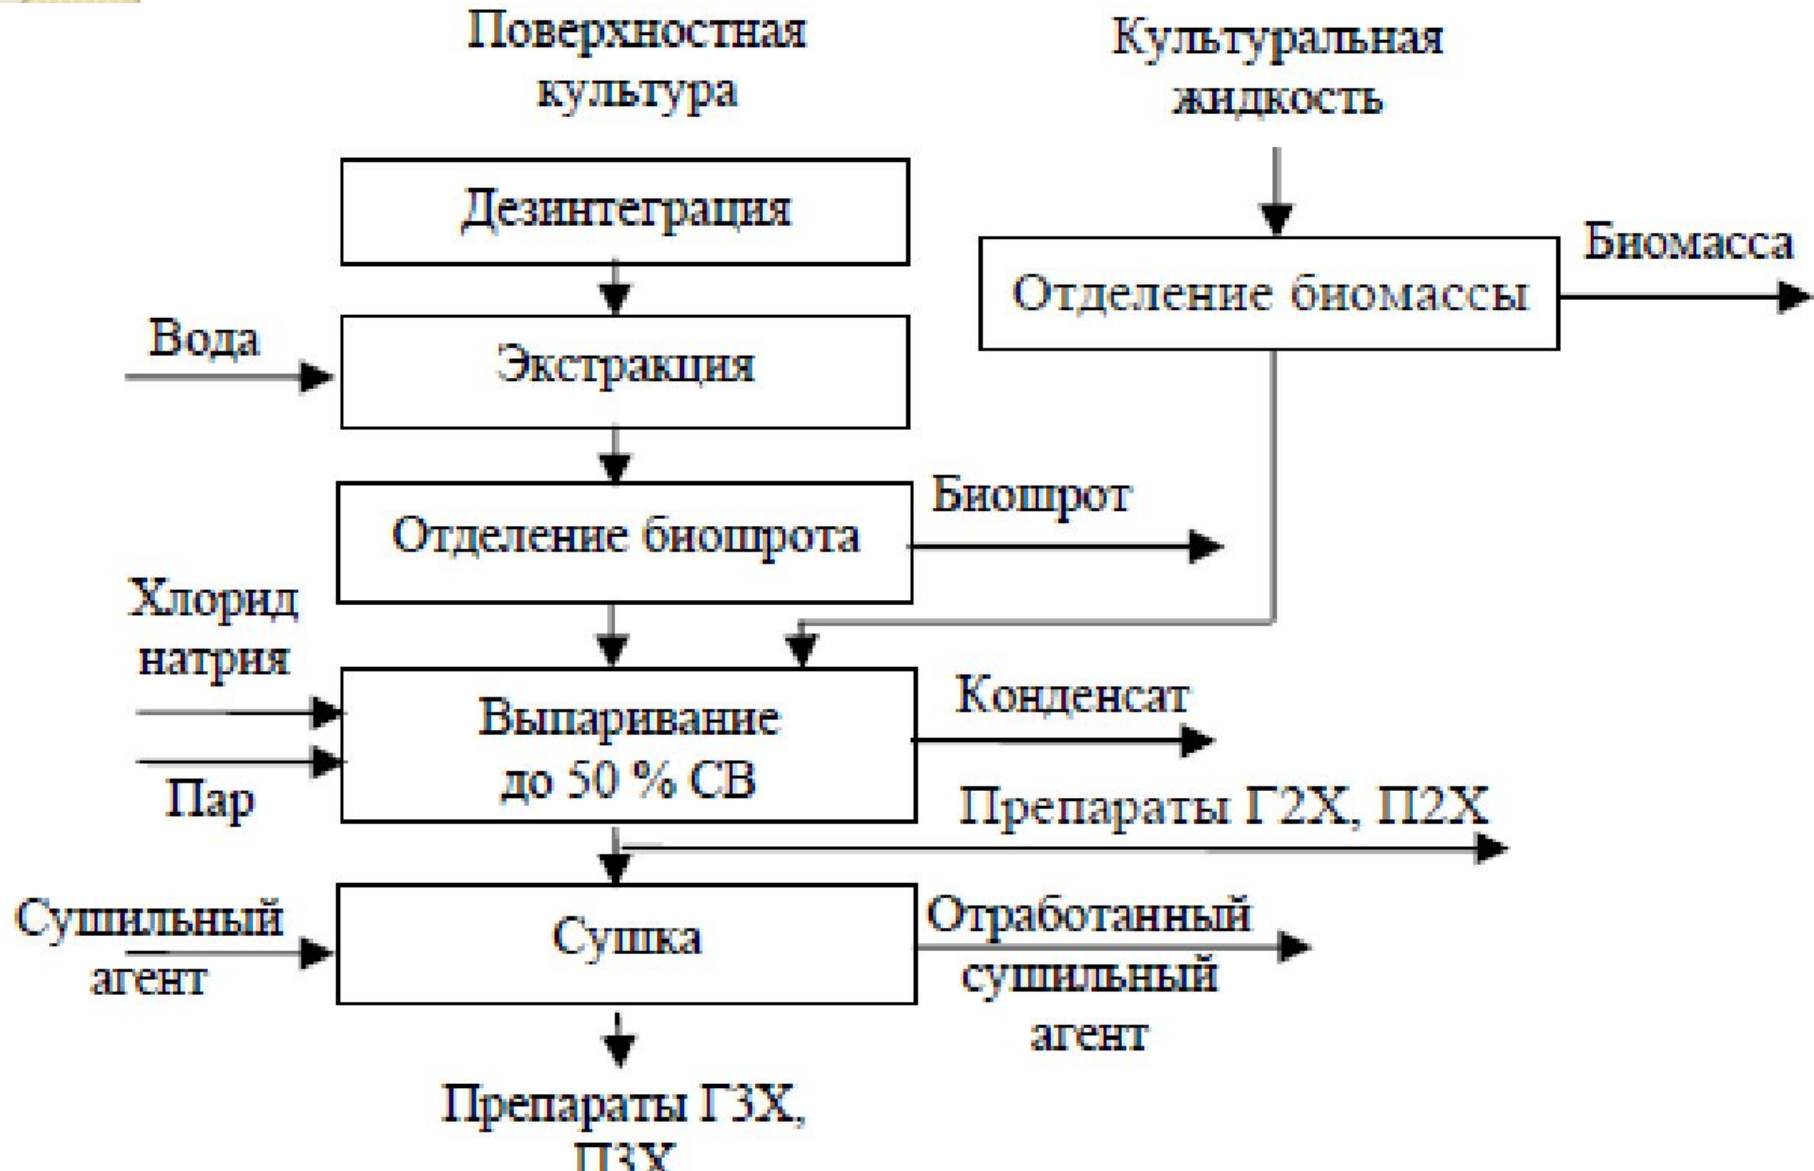 Поверхностная
культура
Культуральная
жидкость
Дезинтеграция
Биомасса
Отделение биомассы
Вода
Экстракция
Биошрот
Отделение биошрота
Хлорид
натрия
Выпаривание
до 50 % СВ
Конденсат
Пар
Препараты Г2Х, П2Х
Сушильный
агент
Сушка
Отработанный
сушильный
агент
Препараты Г3Х,
П3Х